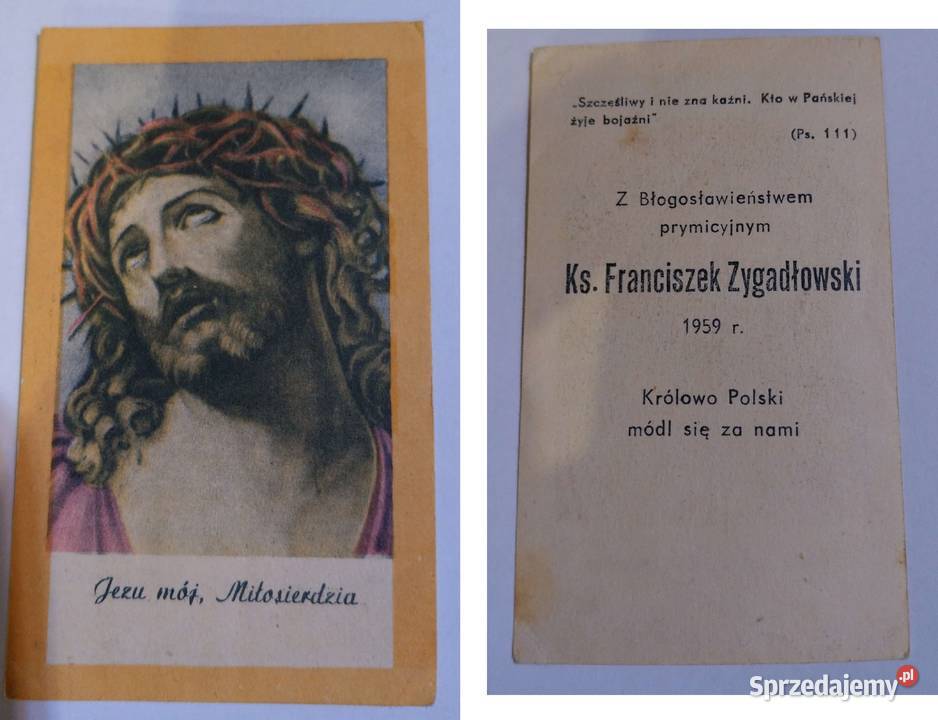 Jezu mój, Miłosierdzia
„Szczęśliwy i nie zna kaźni. Kto w Pańskiej
żyje bojaźni"
(Ps. 111)
Z Błogosławieństwem
prymicyjnym
Ks. Franciszek Zygadłowski
1959 r.
Królowo Polski
módl się za nami
Sprzedajemy.pl